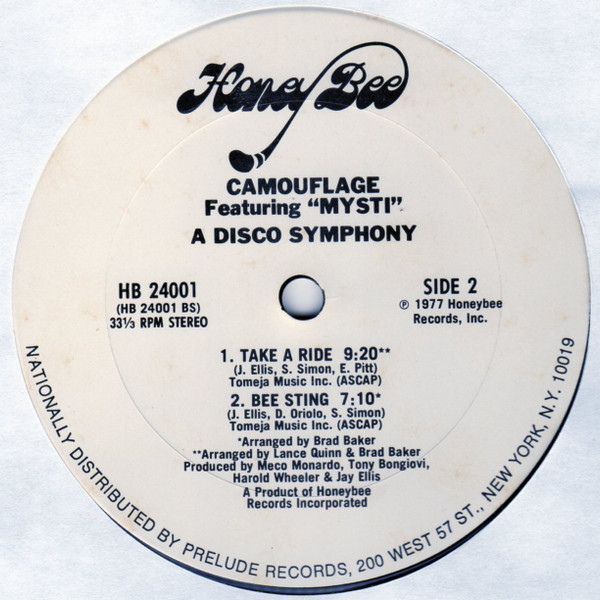 Honey Bee
CAMOUFLAGE
Featuring "MYSTI"
A DISCO SYMPHONY
HB 24001
(HB 24001 BS)
33⅓ RPM STEREO
SIDE 2
℗ 1977 Honeybee
Records, Inc.
1. TAKE A RIDE 9:20**
(J. Ellis, S. Simon, E. Pitt)
Tomeja Music Inc. (ASCAP)
2. BEE STING 7:10*
(J. Ellis, D. Oriolo, S. Simon)
Tomeja Music Inc. (ASCAP)
*Arranged by Brad Baker
**Arranged by Lance Quinn & Brad Baker
Produced by Meco Monardo, Tony Bongiovi,
Harold Wheeler & Jay Ellis
A Product of Honeybee
Records Incorporated
NATIONALLY DISTRIBUTED BY PRELUDE RECORDS, 200 WEST 57 ST., NEW YORK, N.Y. 10019